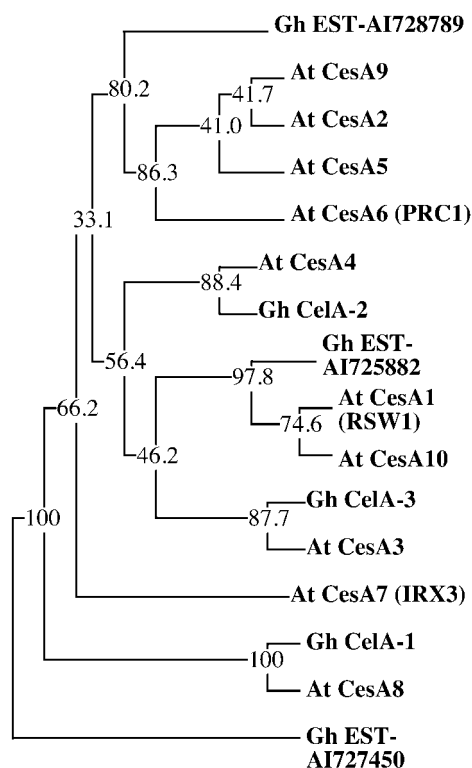 Gh EST-AI728789
At CesA9
80.2
41.7
At CesA2
41.0
86.3
At CesA5
At CesA6 (PRC1)
33.1
At CesA4
88.4
Gh CelA-2
Gh EST-
AI725882
56.4
97.8
At CesA1
(RSW1)
66.2
74.6
46.2
At CesA10
Gh CelA-3
100
87.7
At CesA3
At CesA7 (IRX3)
Gh CelA-1
100
At CesA8
Gh EST-
AI727450